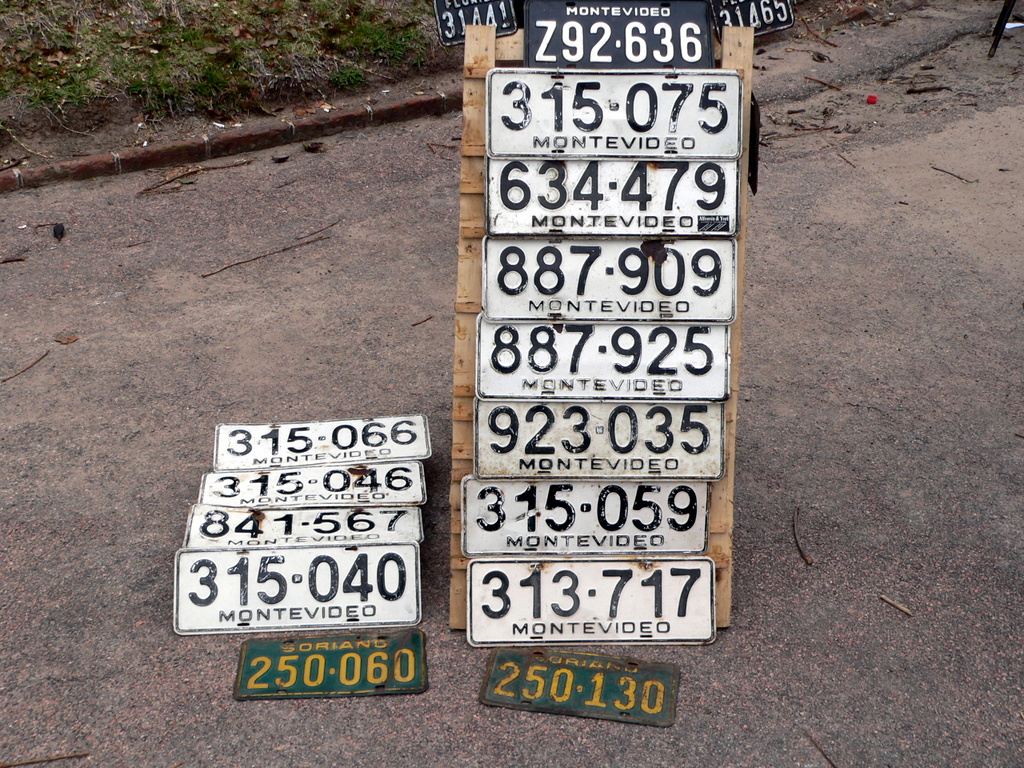 31441
MONTEVIDEO
Z92·636
31465
315·075
MONTEVIDEO
634·479
MONTEVIDEO
887·909
MONTEVIDEO
887·925
MONTEVIDEO
923·035
MONTEVIDEO
315·059
MONTEVIDEO
313·717
MONTEVIDEO
315·066
MONTEVIDEO
315·046
MONTEVIDEO
841·567
MONTEVIDEO
315·040
MONTEVIDEO
SORIANO
250·060
SORIANO
250·130